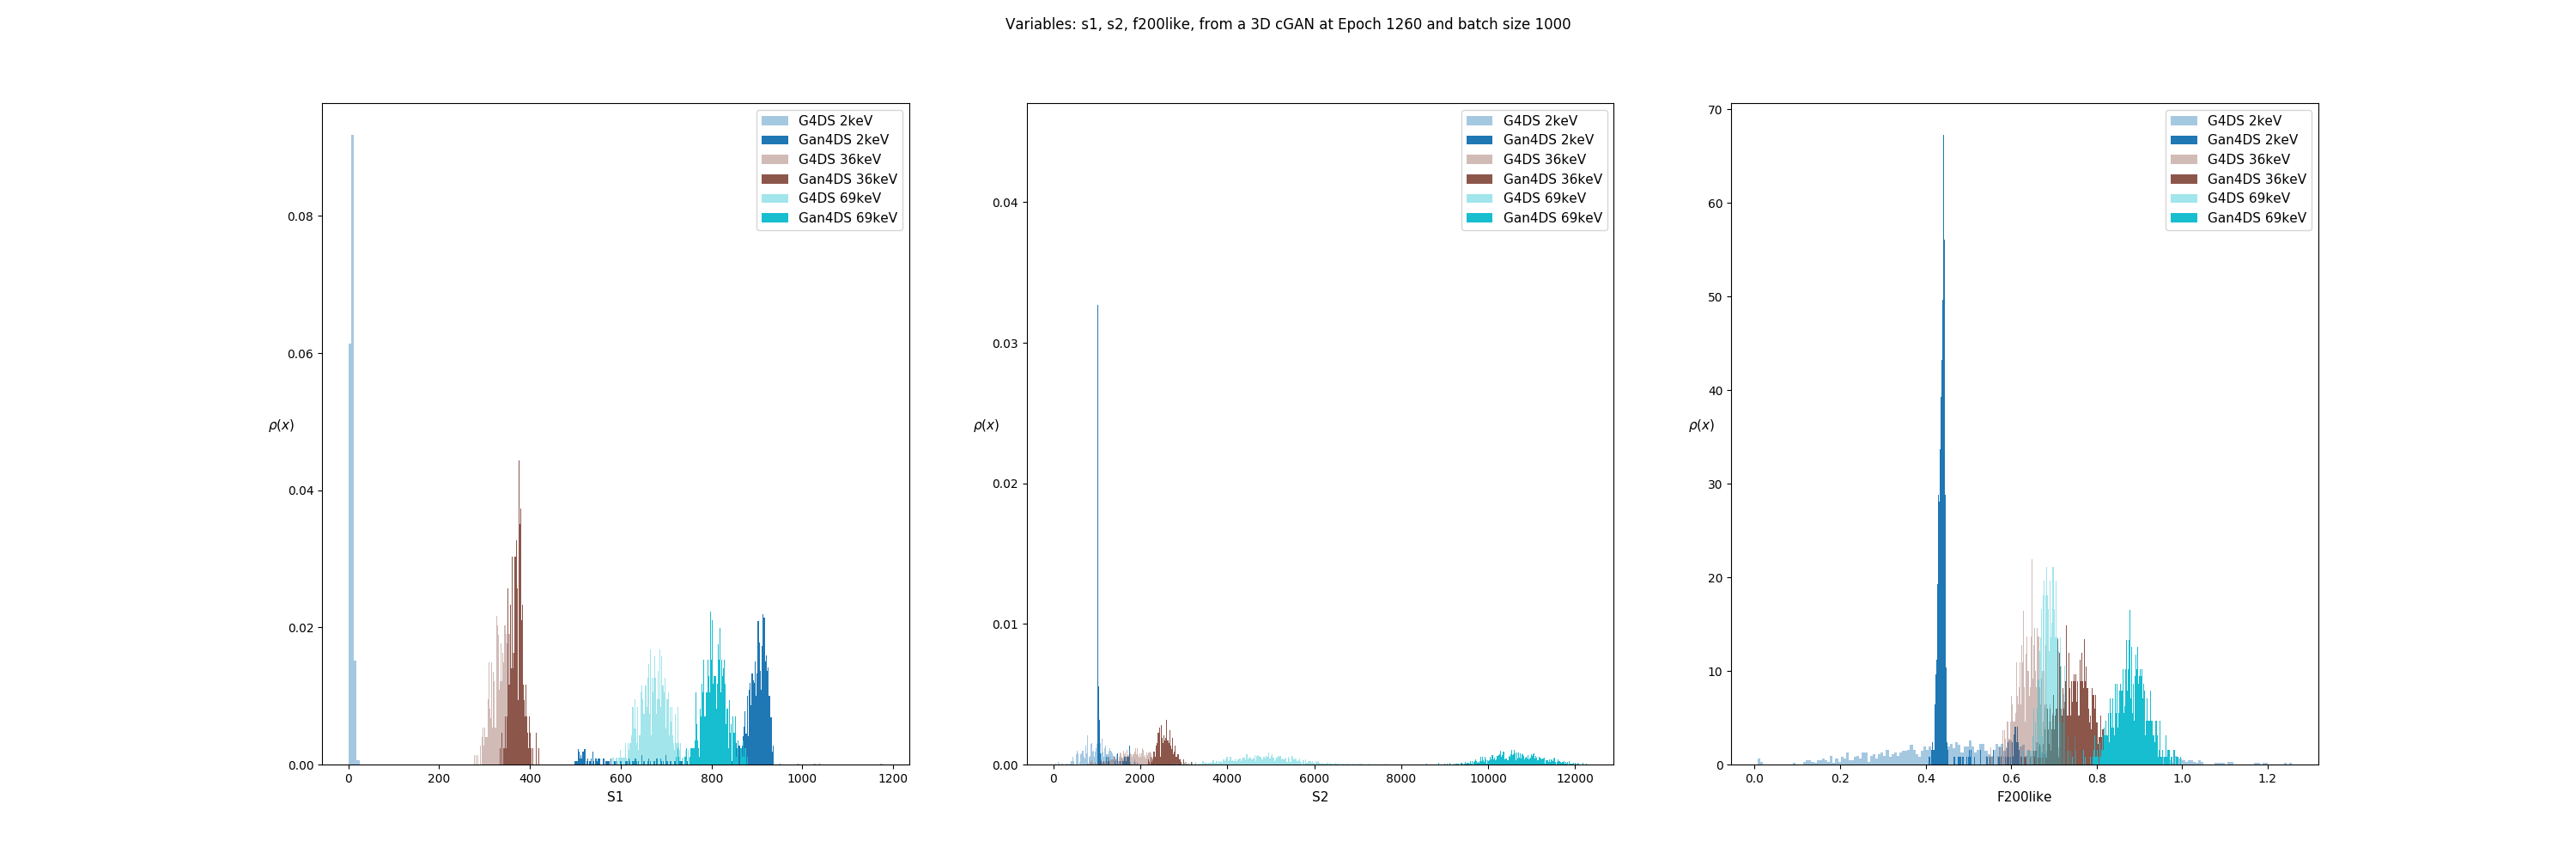 Variables: s1, s2, f200like, from a 3D cGAN at Epoch 1260 and batch size 1000
G4DS 2keV
Gan4DS 2keV
G4DS 36keV
Gan4DS 36keV
G4DS 69keV
Gan4DS 69keV
0.08
0.06
0.04
0.02
0.00
ρ(x)
0 200 400 600 800 1000 1200
S1
G4DS 2keV
Gan4DS 2keV
G4DS 36keV
Gan4DS 36keV
G4DS 69keV
Gan4DS 69keV
0.04
0.03
0.02
0.01
0.00
ρ(x)
0 2000 4000 6000 8000 10000 12000
S2
G4DS 2keV
Gan4DS 2keV
G4DS 36keV
Gan4DS 36keV
G4DS 69keV
Gan4DS 69keV
70
60
50
40
30
20
10
0
ρ(x)
0.0 0.2 0.4 0.6 0.8 1.0 1.2
F200like